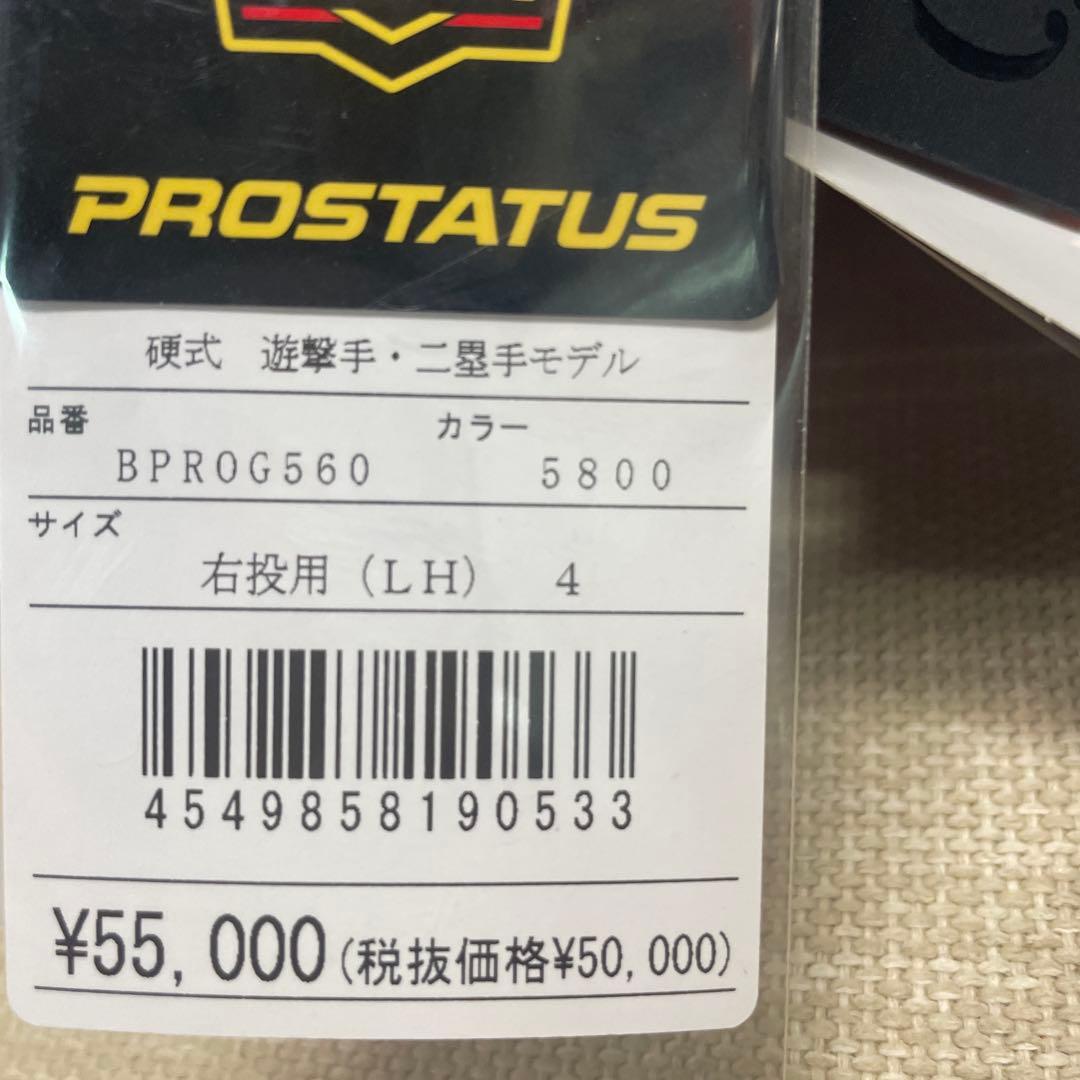 PROSTATUS
硬式　遊撃手・二塁手モデル
品番　カラー
BPROG560　5800
サイズ
右投用（LH）　4
4549858190533
¥55,000(税抜価格¥50,000)